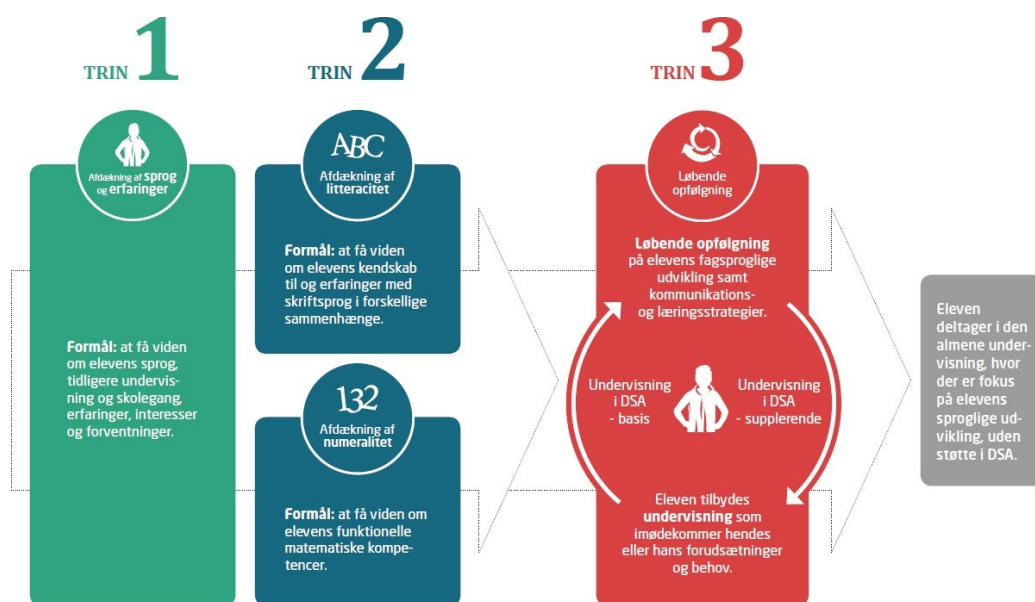 TRIN 1
Afdækning af sprog
og erfaringer
Formål: at få viden
om elevens sprog,
tidligere undervis-
ning og skolegang,
erfaringer, interesser
og forventninger.
TRIN 2
ABC
Afdækning af
litteracitet
Formål: at få viden
om elevens kendskab
til og erfaringer med
skriftsprog i forskellige
sammenhænge.
132
Afdækning af
numeralitet
Formål: at få viden om
elevens funktionelle
matematiske kompe-
tencer.
TRIN 3
Løbende
opfølgning
Løbende opfølgning
på elevens fagsproglige
udvikling samt
kommunikations-
og læringsstrategier.
Undervisning
i DSA
- basis
Undervisning
i DSA
- supplerende
Eleven tilbydes
undervisning som
imødekommer hendes
eller hans forudsætninger
og behov.
Eleven
deltager i den
almene under-
visning, hvor
der er fokus
på elevens
sproglige ud-
vikling, uden
støtte i DSA.